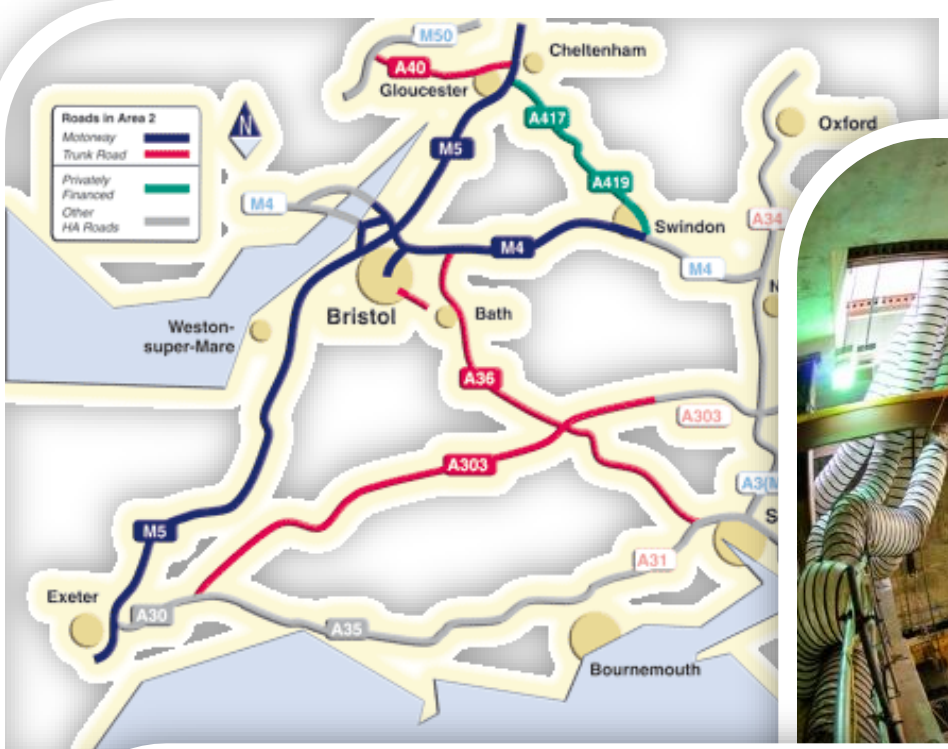 M50
Cheltenham
A40
Gloucester
Roads in Area 2
Motorway
Trunk Road
Privately
Financed
Other
HA Roads
N
A417
Oxford
M5
A419
M4
A34
Swindon
M4
M4
Bristol
Bath
Weston-
super-Mare
N
A36
A303
A303
A3(M
M5
S
A31
Exeter
A30
A35
Bournemouth